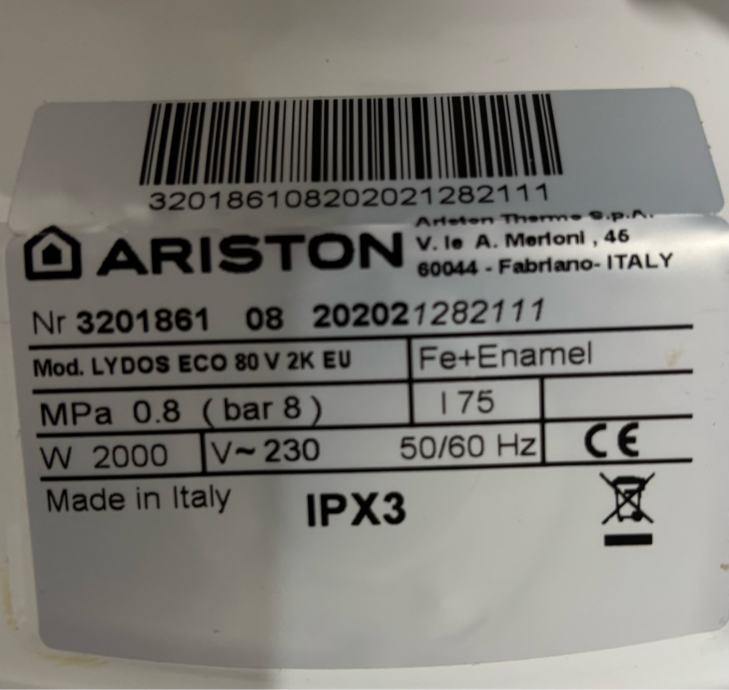 320186108202021282111
ARISTON
Ariston Thermo S.p.A.
V. le A. Merloni , 46
60044 - Fabriano- ITALY
Nr 3201861 08 202021282111
Mod. LYDOS ECO 80 V 2K EU
Fe+Enamel
MPa 0.8 ( bar 8 )
l 75
W 2000
V~ 230 50/60 Hz
CE
Made in Italy
IPX3